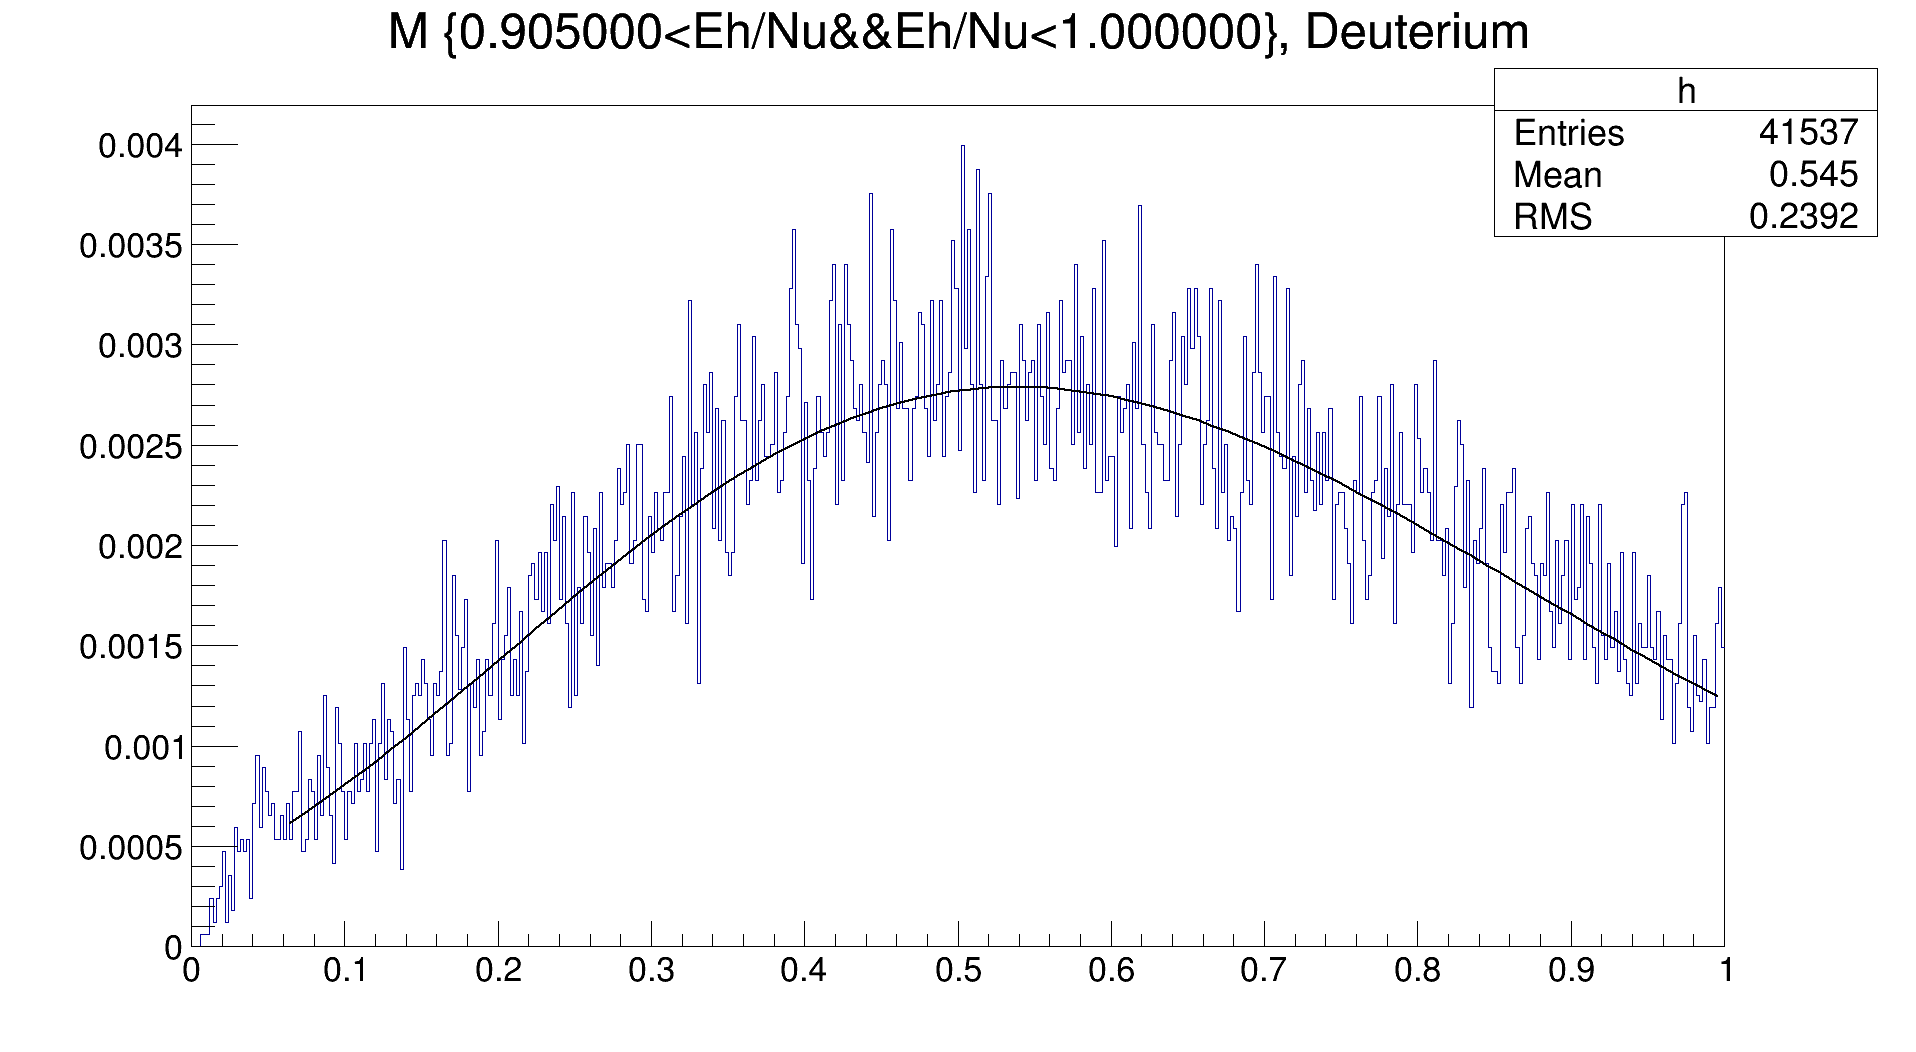 M {0.905000<Eh/Nu&&Eh/Nu<1.000000}, Deuterium
h
Entries 41537
Mean 0.545
RMS 0.2392
0.004
0.0035
0.003
0.0025
0.002
0.0015
0.001
0.0005
0
0 0.1 0.2 0.3 0.4 0.5 0.6 0.7 0.8 0.9 1